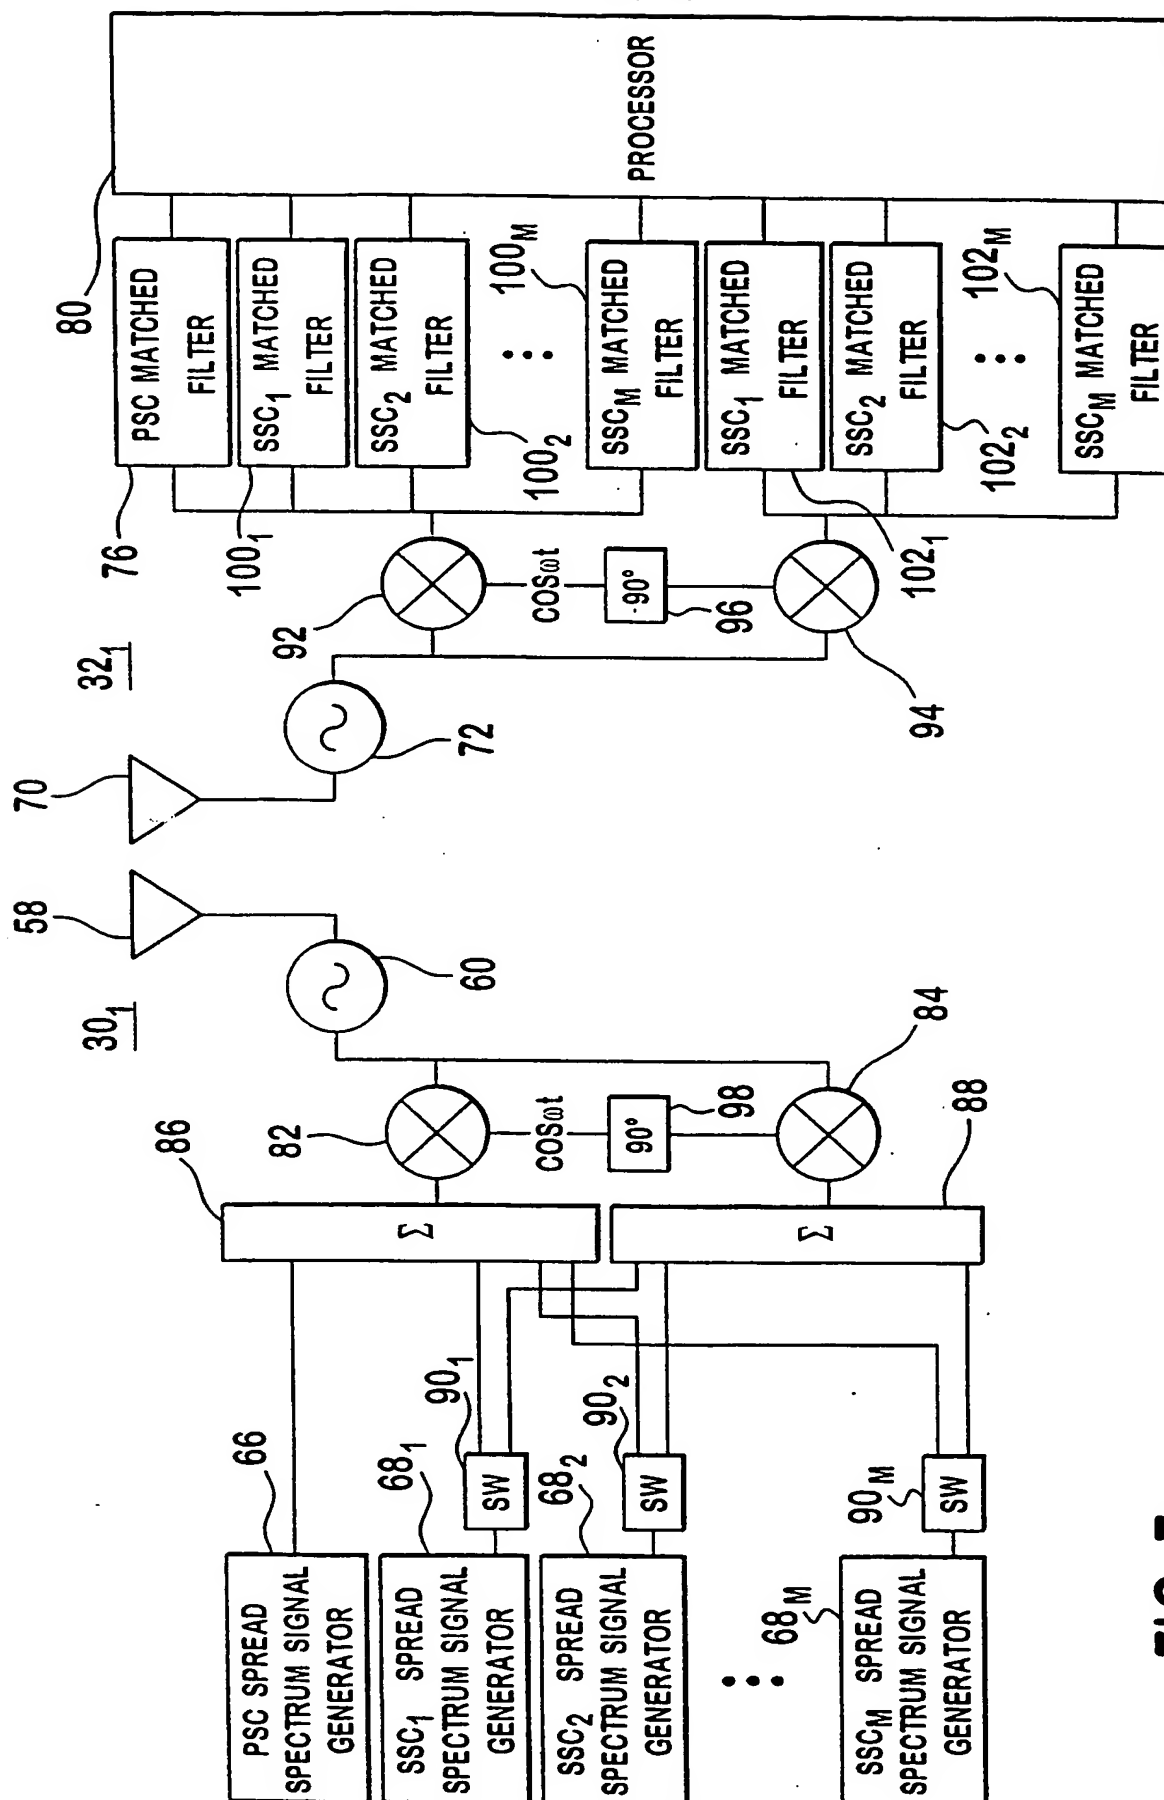 30₁
58
60
86
82
COSωt
90°
98
84
88
Σ
Σ
66
PSC SPREAD
SPECTRUM SIGNAL
GENERATOR
68₁
90₁
SW
SSC₁ SPREAD
SPECTRUM SIGNAL
GENERATOR
68₂
90₂
SW
SSC₂ SPREAD
SPECTRUM SIGNAL
GENERATOR
68M
90M
SW
SSCM SPREAD
SPECTRUM SIGNAL
GENERATOR
32₁
70
72
92
COSωt
90°
96
94
76
PSC MATCHED
FILTER
100₁
SSC₁ MATCHED
FILTER
SSC₂ MATCHED
FILTER
100₂
100M
SSCM MATCHED
FILTER
SSC₁ MATCHED
FILTER
102₁
SSC₂ MATCHED
FILTER
102₂
102M
SSCM MATCHED
FILTER
80
PROCESSOR